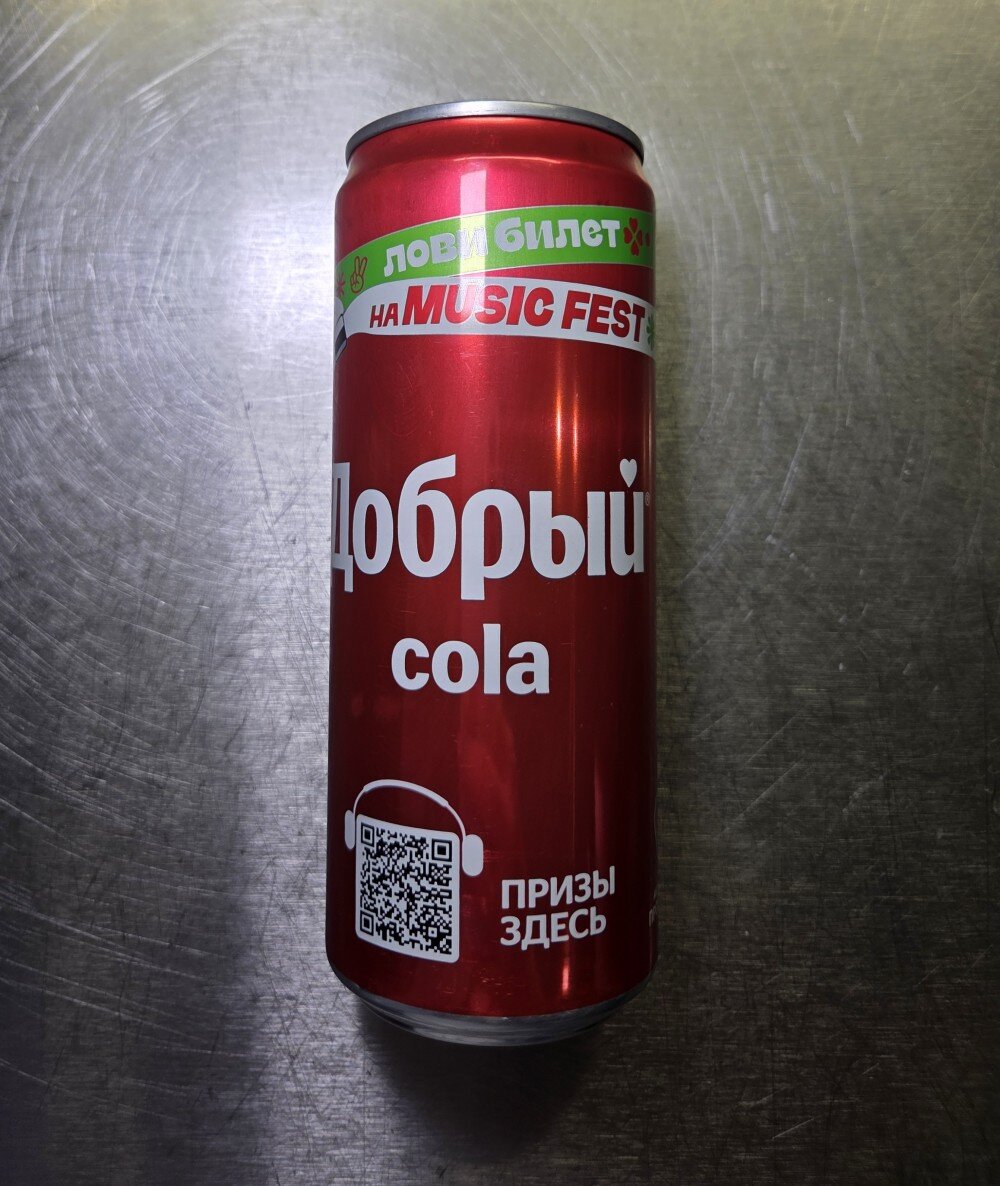 лови билет
на MUSIC FEST
Добрый®
cola
ПРИЗЫ
ЗДЕСЬ